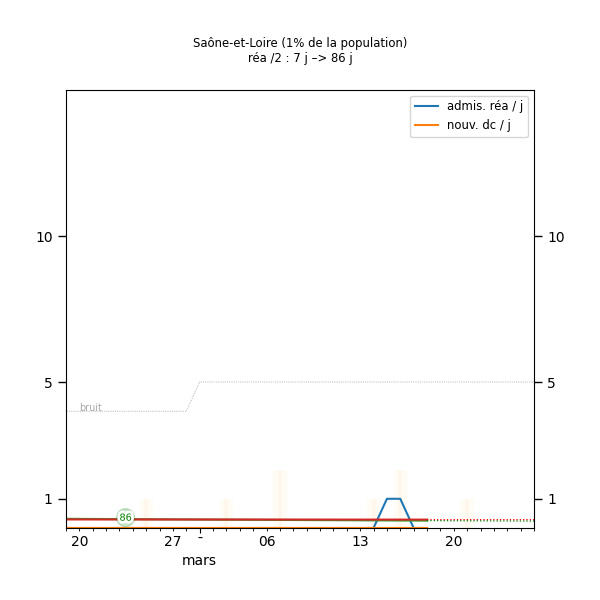 Saône-et-Loire (1% de la population)
réa /2 : 7 j –> 86 j
admis. réa / j
nouv. dc / j
10
10
5
5
bruit
1
1
86
20
27
-
06
13
20
mars